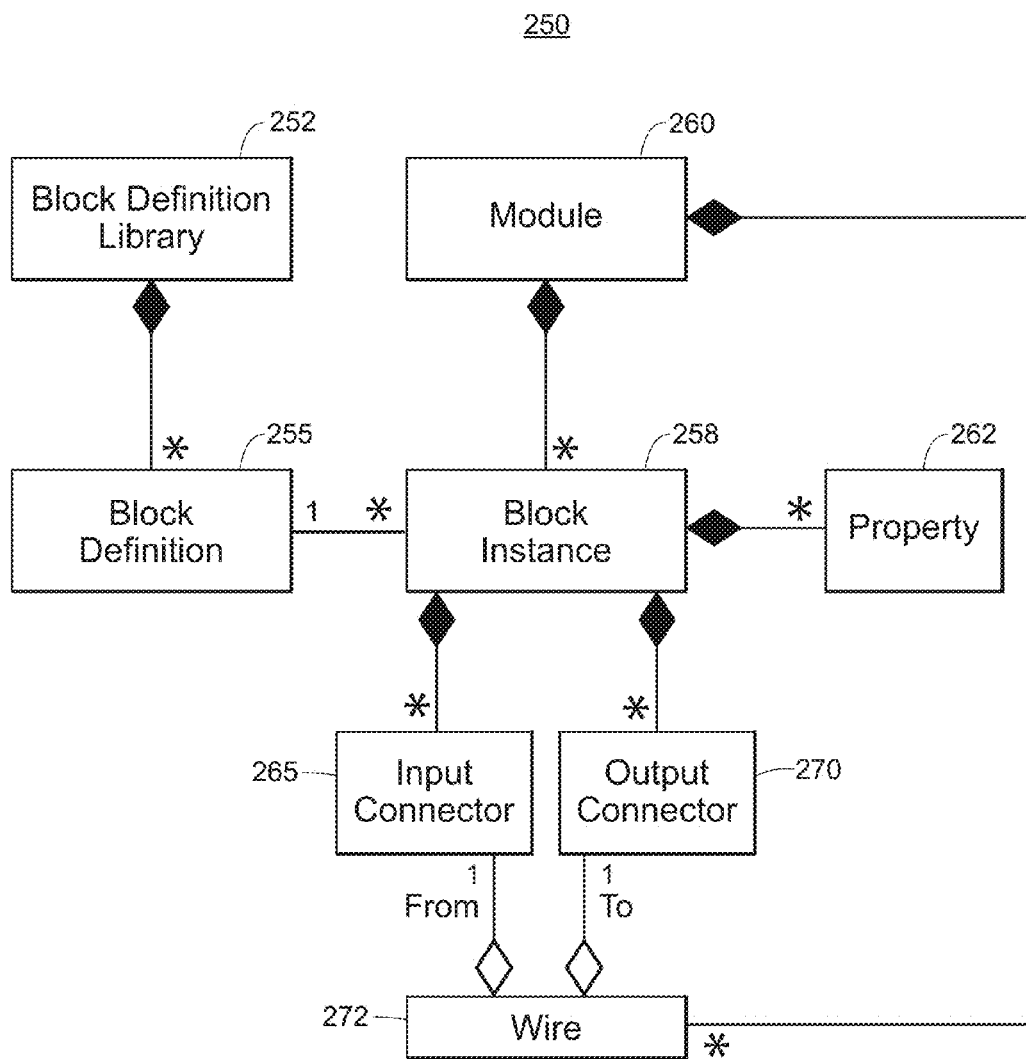 250
252
Block Definition
Library
260
Module
*
255
Block
Definition
1
*
*
258
Block
Instance
*
262
Property
*
*
265
Input
Connector
Output
Connector
270
1
From
1
To
272
Wire
*